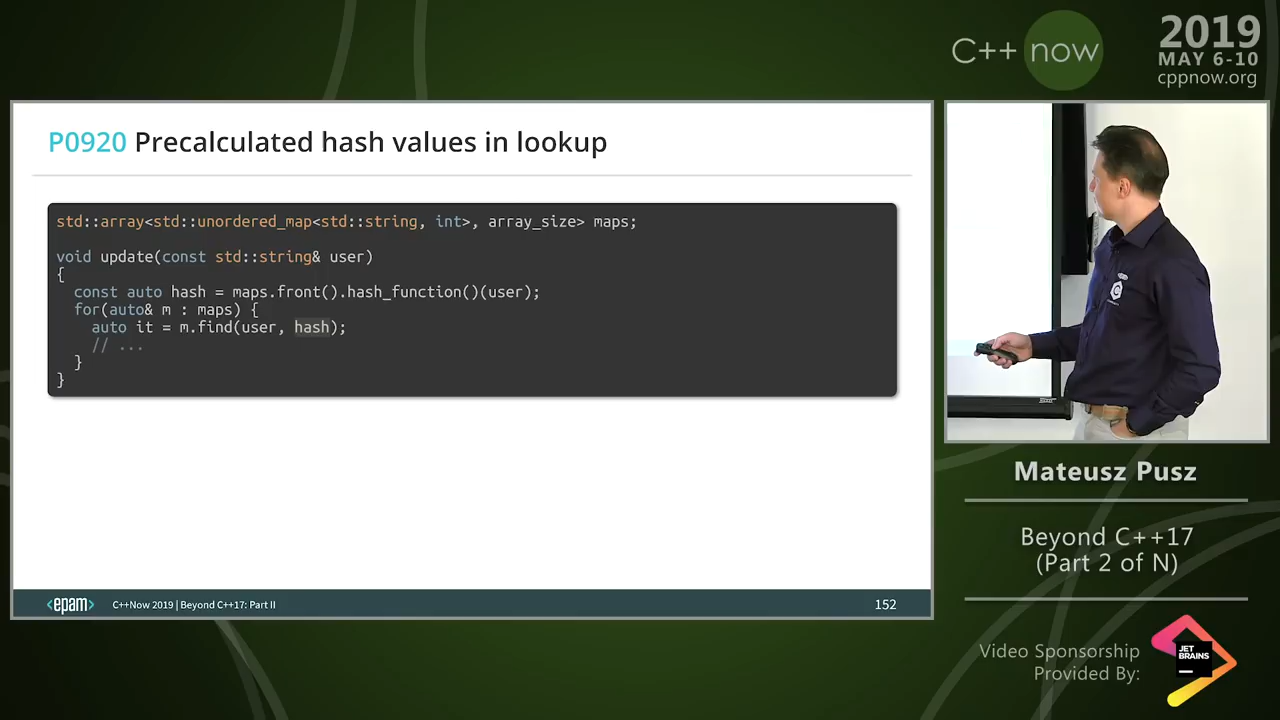 C++ now
2019
MAY 6-10
cppnow.org
P0920 Precalculated hash values in lookup
std::array<std::unordered_map<std::string, int>, array_size> maps;
void update(const std::string& user)
{
const auto hash = maps.front().hash_function()(user);
for(auto& m : maps) {
auto it = m.find(user, hash);
// ...
}
}
<epam>
C++Now 2019 | Beyond C++17: Part II
152
Mateusz Pusz
Beyond C++17
(Part 2 of N)
Video Sponsorship
Provided By:
JET
BRAINS